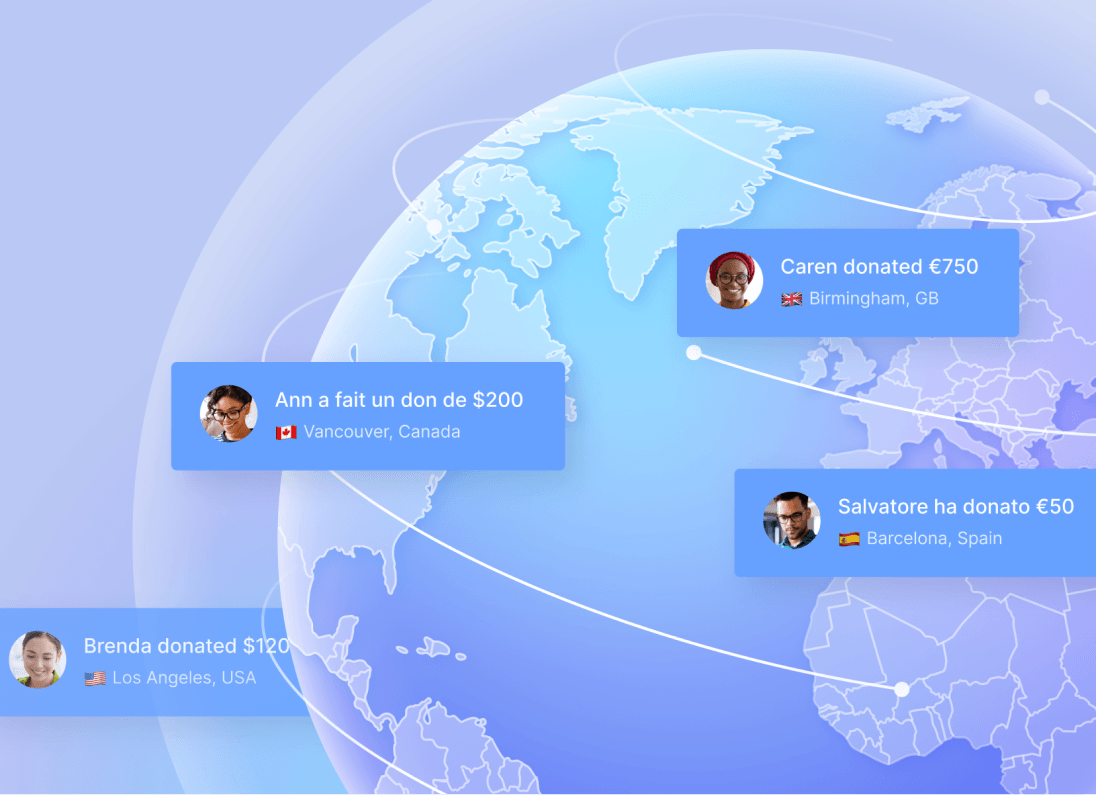 Caren donated €750
Birmingham, GB
Ann a fait un don de $200
Vancouver, Canada
Salvatore ha donato €50
Barcelona, Spain
Brenda donated $120
Los Angeles, USA